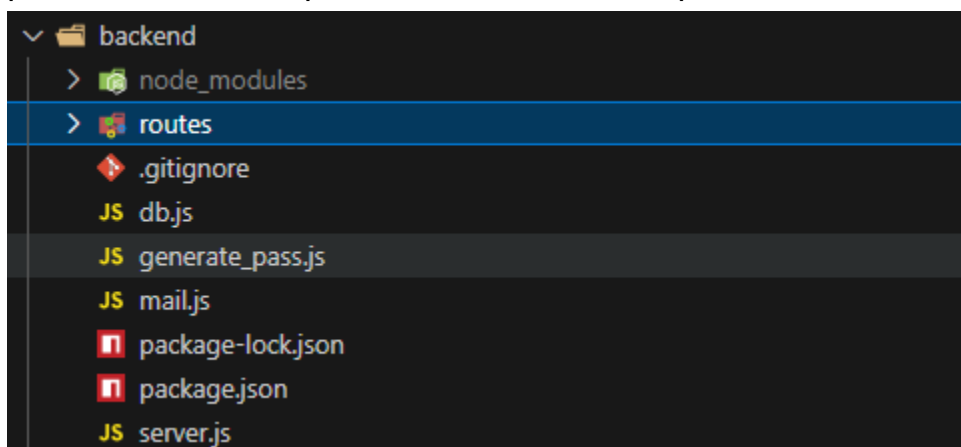 backend
node_modules
routes
.gitignore
JS db.js
JS generate_pass.js
JS mail.js
package-lock.json
package.json
JS server.js